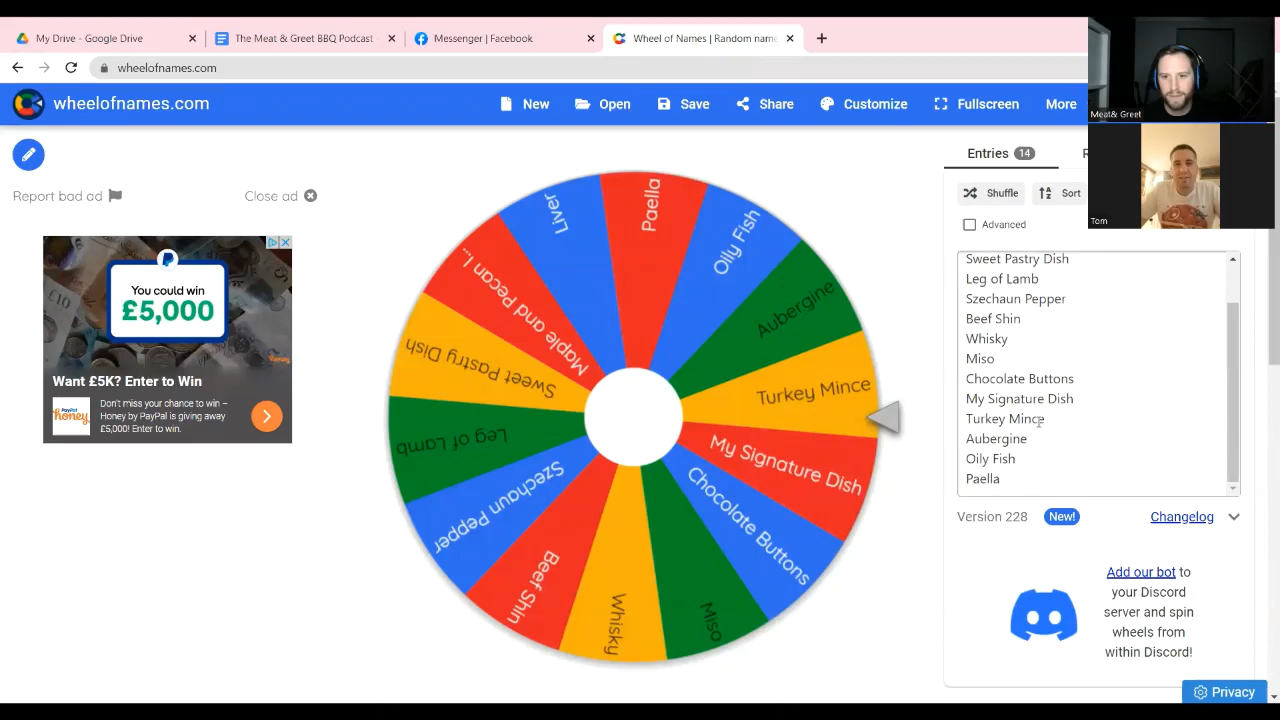 My Drive - Google Drive
The Meat & Greet BBQ Podcast
Messenger | Facebook
Wheel of Names | Random name
wheelofnames.com
wheelofnames.com
New
Open
Save
Share
Customize
Fullscreen
More
Meat& Greet
Tom
Entries 14
Shuffle
Sort
Advanced
Report bad ad
Close ad
You could win
£5,000
Want £5K? Enter to Win
Don't miss your chance to win –
Honey by PayPal is giving away
£5,000! Enter to win.
honey
Liver
Paella
Oily Fish
Aubergine
Turkey Mince
My Signature Dish
Chocolate Buttons
Miso
Whisky
Beef Shin
Szechaun Pepper
Leg of Lamb
Sweet Pastry Dish
Maple and Pecan I...
Sweet Pastry Dish
Leg of Lamb
Szechaun Pepper
Beef Shin
Whisky
Miso
Chocolate Buttons
My Signature Dish
Turkey Mince
Aubergine
Oily Fish
Paella
Version 228 New! Changelog
Add our bot to
your Discord
server and spin
wheels from
within Discord!
Privacy